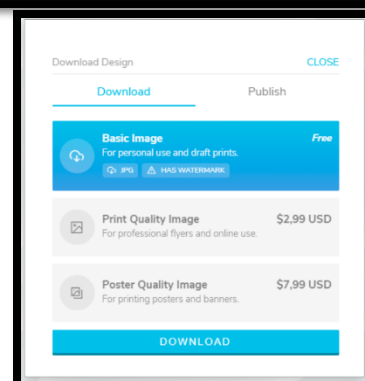 Download Design CLOSE
Download Publish
Basic Image Free
For personal use and draft prints.
JPG HAS WATERMARK
Print Quality Image $2,99 USD
For professional flyers and online use.
Poster Quality Image $7,99 USD
For printing posters and banners.
DOWNLOAD